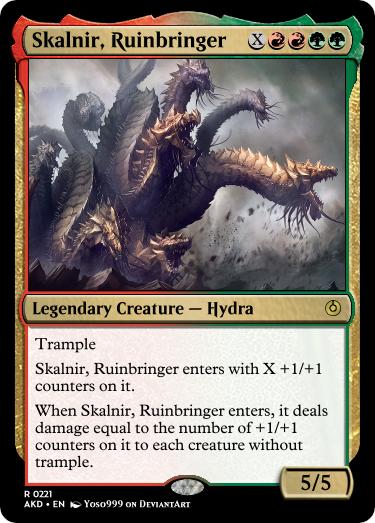 Skalnir, Ruinbringer X
Legendary Creature — Hydra
Trample
Skalnir, Ruinbringer enters with X +1/+1
counters on it.
When Skalnir, Ruinbringer enters, it deals
damage equal to the number of +1/+1
counters on it to each creature without
trample.
5/5
R 0221
AKD • EN Yoso999 on DeviantArt